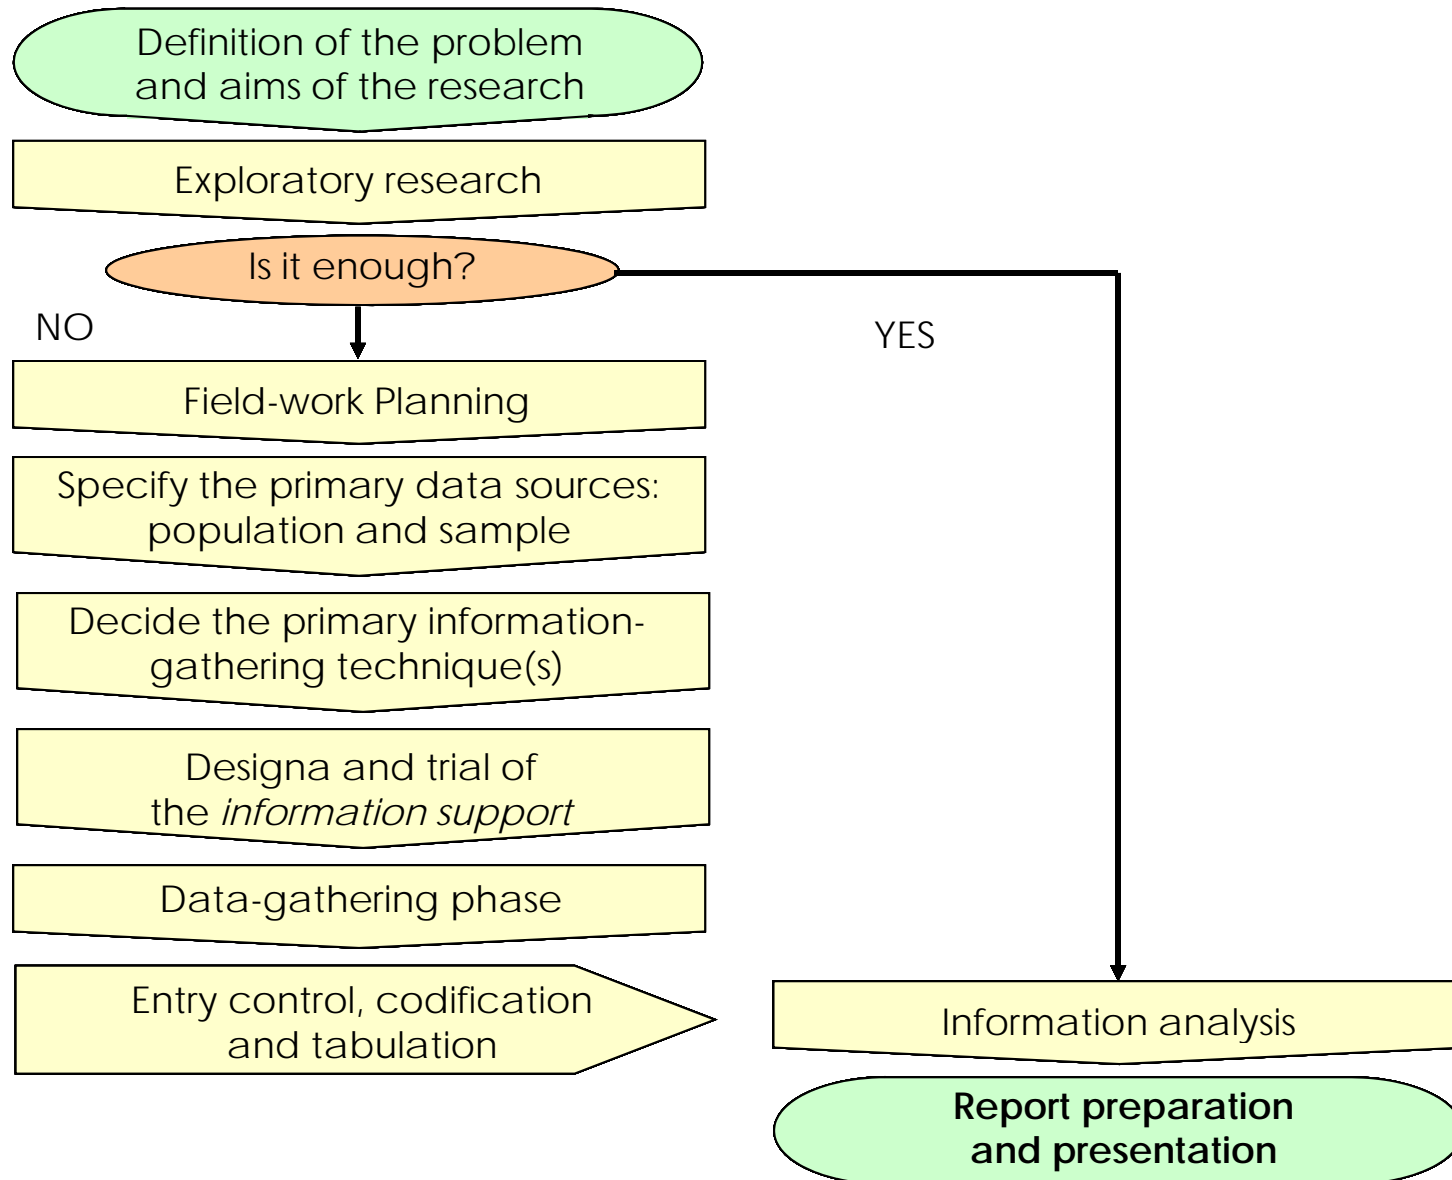 Definition of the problem
and aims of the research
Exploratory research
Is it enough?
NO
YES
Field-work Planning
Specify the primary data sources:
population and sample
Decide the primary information-
gathering technique(s)
Designa and trial of
the information support
Data-gathering phase
Entry control, codification
and tabulation
Information analysis
Report preparation
and presentation